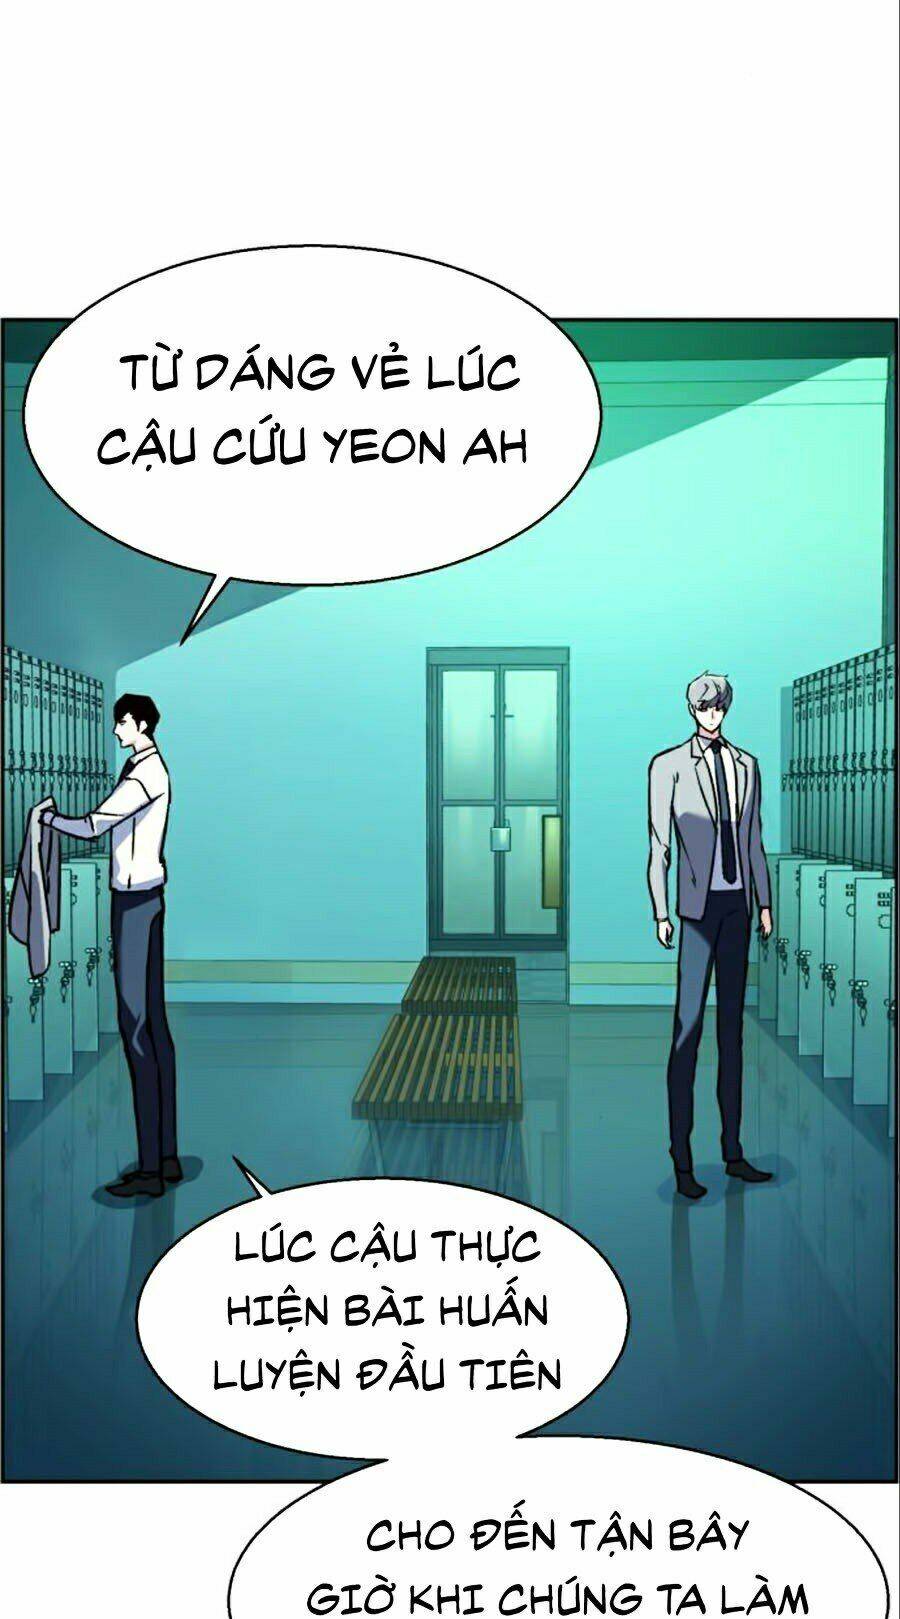 TỪ DÁNG VẺ LÚC
CẬU CỨU YEON AH
LÚC CẬU THỰC
HIỆN BÀI HUẤN
LUYỆN ĐẦU TIÊN
CHO ĐẾN TẬN BÂY
GIỜ KHI CHÚNG TA LÀM